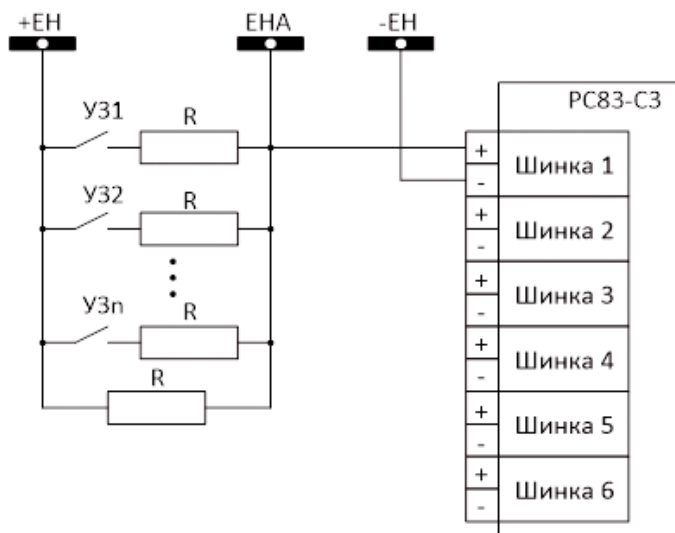 +ЕН
ЕНА
-ЕН
РС83-С3
УЗ1
R
УЗ2
R
УЗn
R
R
+
-
Шинка 1
+
-
Шинка 2
+
-
Шинка 3
+
-
Шинка 4
+
-
Шинка 5
+
-
Шинка 6